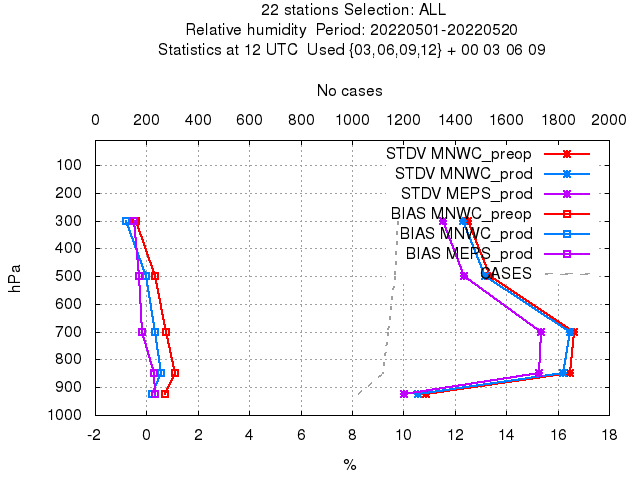 22 stations Selection: ALL
Relative humidity  Period: 20220501-20220520
Statistics at 12 UTC  Used {03,06,09,12} + 00 03 06 09
No cases
0 200 400 600 800 1000 1200 1400 1600 1800 2000
STDV MNWC_preop
STDV MNWC_prod
STDV MEPS_prod
BIAS MNWC_preop
BIAS MNWC_prod
BIAS MEPS_prod
CASES
100
200
300
400
500
600
700
800
900
1000
hPa
-2 0 2 4 6 8 10 12 14 16 18
%